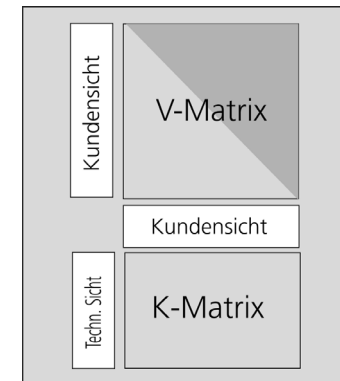 Kundensicht
V-Matrix
Kundensicht
Techn. Sicht
K-Matrix